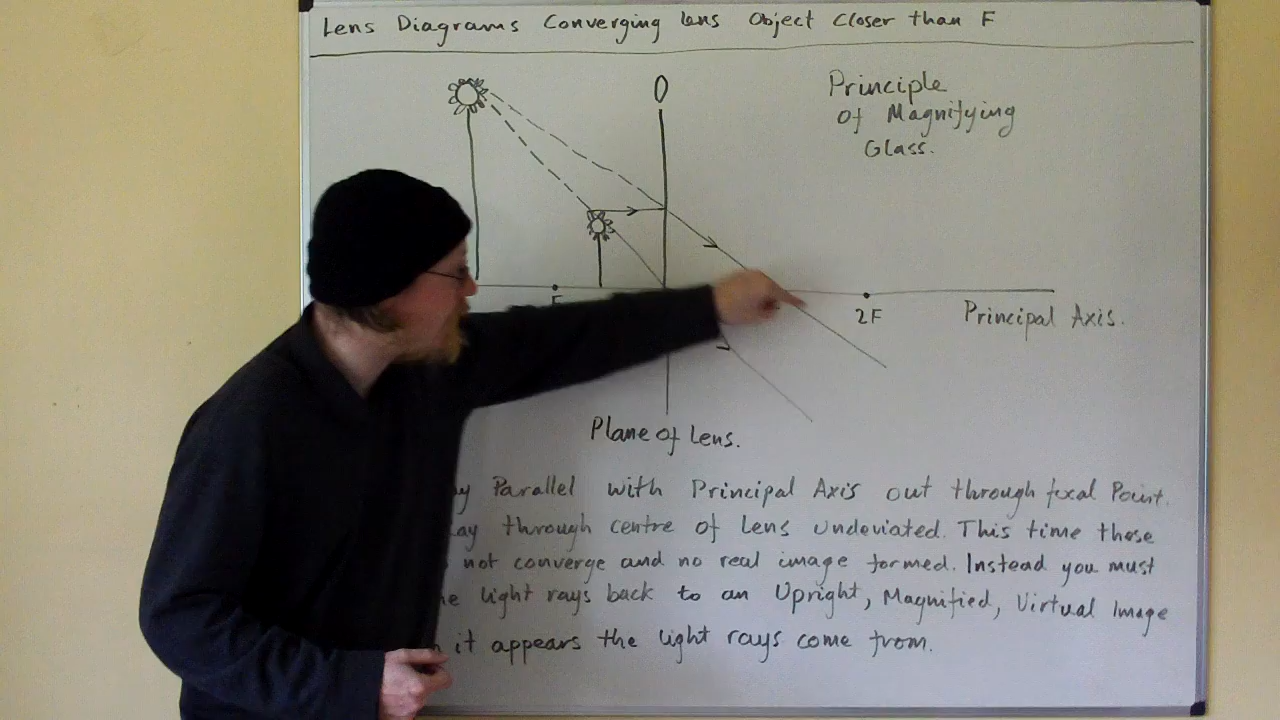 Lens Diagrams Converging Lens Object Closer than F
Principle
of Magnifying
Glass.
F
2F
Principal Axis.
Plane of Lens.
Parallel with Principal Axis out through focal Point.
through centre of Lens undeviated. This time these
not converge and no real image formed. Instead you must
light rays back to an Upright, Magnified, Virtual Image
it appears the light rays come from.